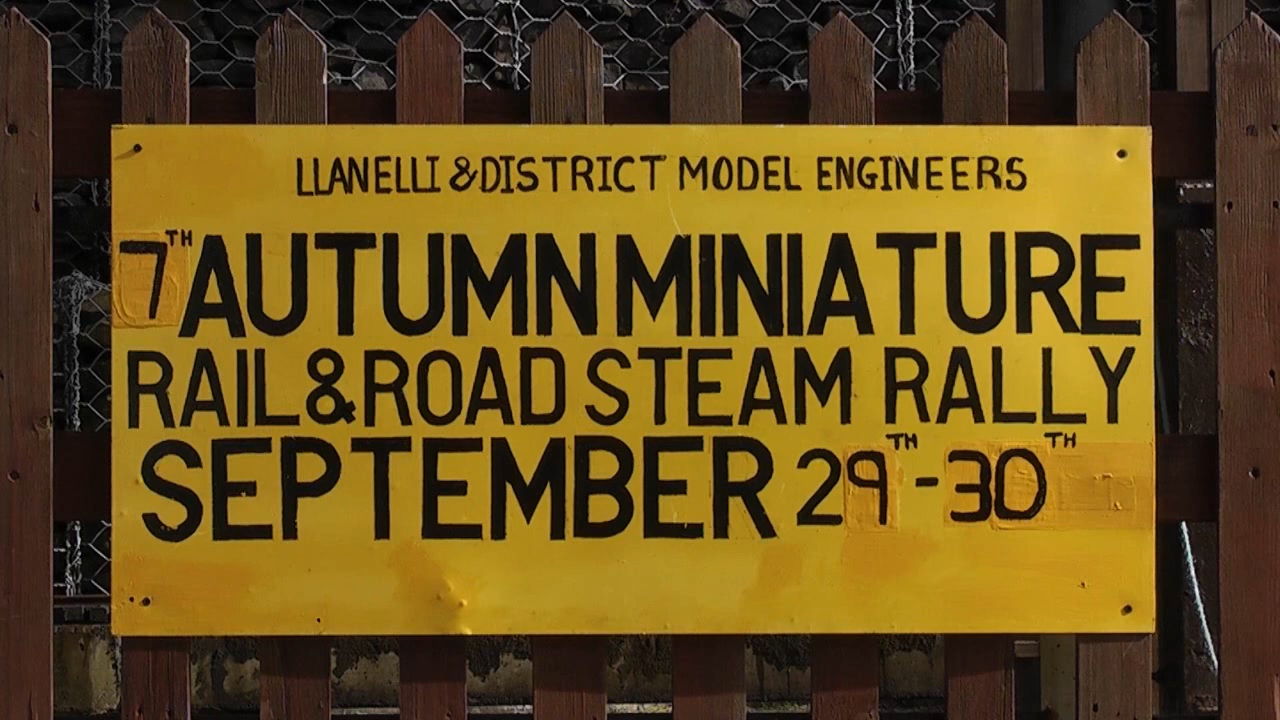 LLANELLI & DISTRICT MODEL ENGINEERS
7TH AUTUMN MINIATURE
RAIL & ROAD STEAM RALLY
SEPTEMBER 29TH - 30TH